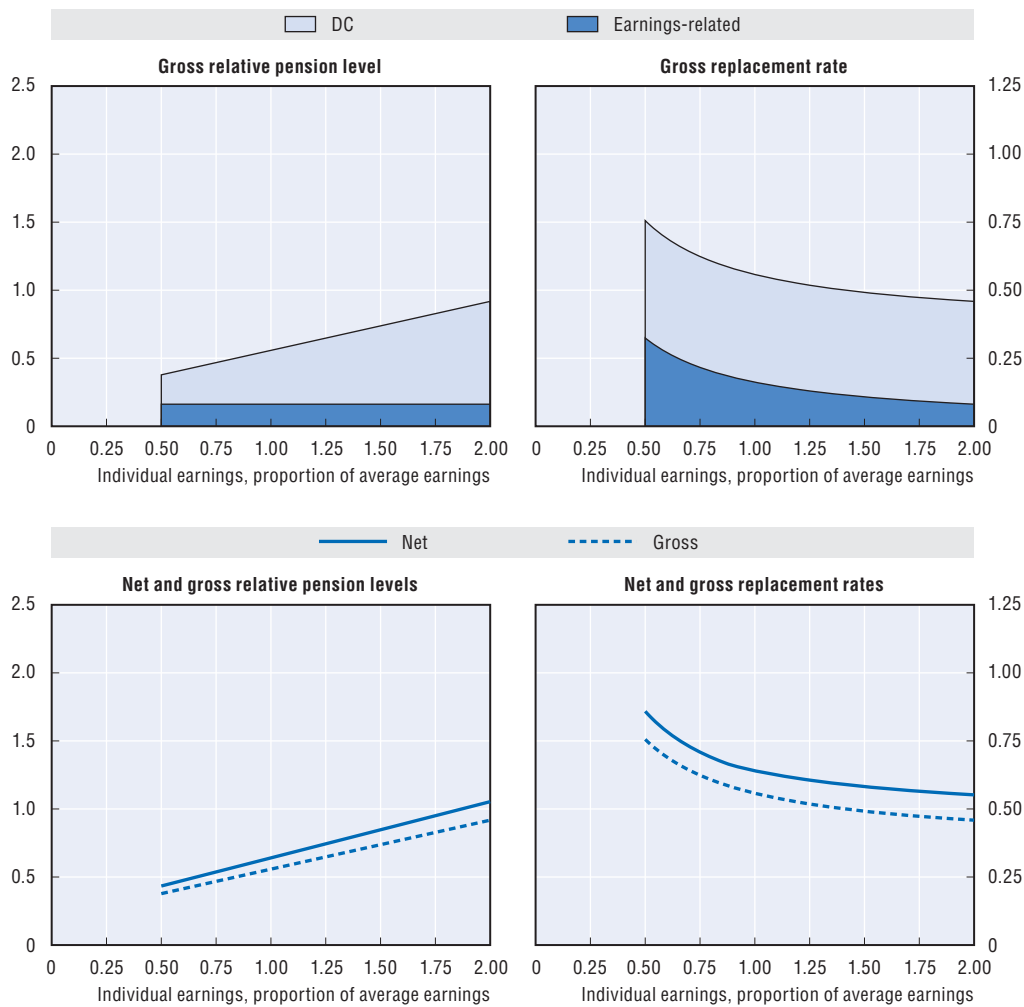 DC Earnings-related
Gross relative pension level Gross replacement rate
2.5 1.25
2.0 1.00
1.5 0.75
1.0 0.50
0.5 0.25
0 0
0 0.25 0.50 0.75 1.00 1.25 1.50 1.75 2.00 0 0.25 0.50 0.75 1.00 1.25 1.50 1.75 2.00
Individual earnings, proportion of average earnings Individual earnings, proportion of average earnings
Net Gross
Net and gross relative pension levels Net and gross replacement rates
2.5 1.25
2.0 1.00
1.5 0.75
1.0 0.50
0.5 0.25
0 0
0 0.25 0.50 0.75 1.00 1.25 1.50 1.75 2.00 0 0.25 0.50 0.75 1.00 1.25 1.50 1.75 2.00
Individual earnings, proportion of average earnings Individual earnings, proportion of average earnings